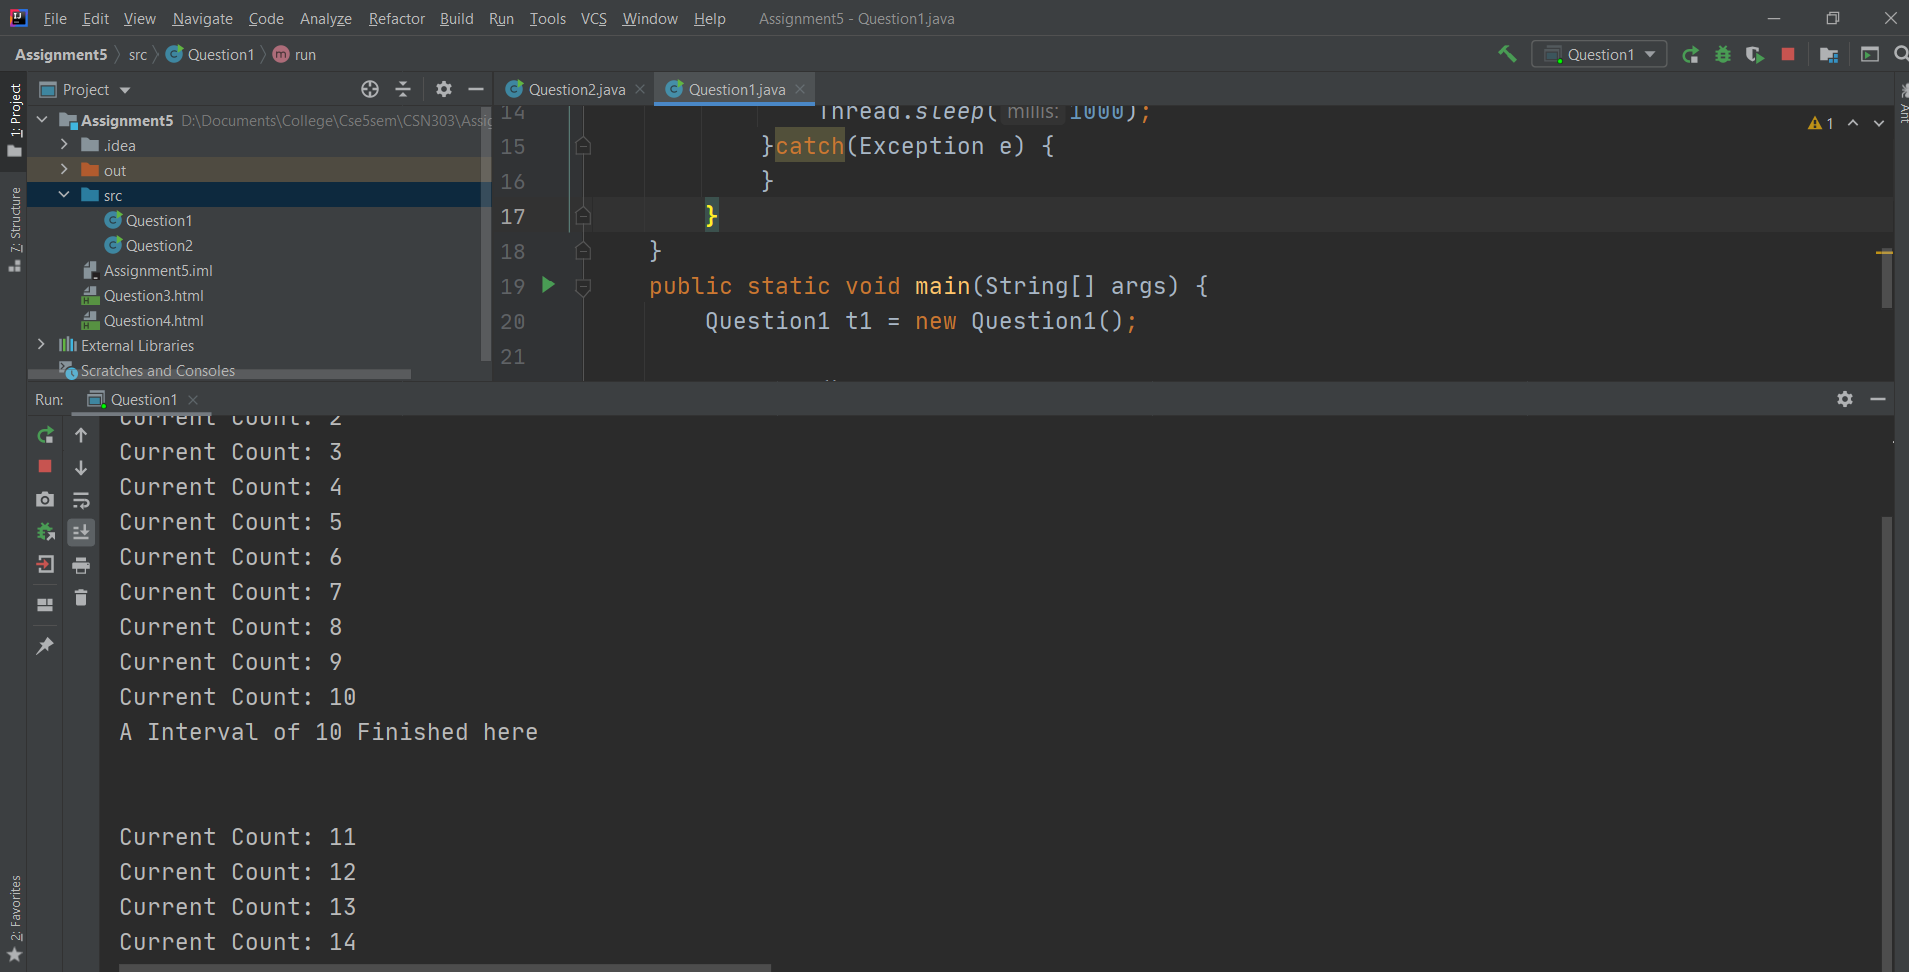 File Edit View Navigate Code Analyze Refactor Build Run Tools VCS Window Help Assignment5 - Question1.java
Assignment5 src Question1 run Question1
1: Project
7: Structure
2: Favorites
Project
Assignment5 D:\Documents\College\Cse5sem\CSN303\Assig
.idea
out
src
Question1
Question2
Assignment5.iml
Question3.html
Question4.html
External Libraries
Scratches and Consoles
Question2.java Question1.java
14 Thread.sleep( millis: 1000);
15 }catch(Exception e) {
16 }
17 }
18 }
19 public static void main(String[] args) {
20 Question1 t1 = new Question1();
21
1
Ant
Run: Question1
Current Count: 2
Current Count: 3
Current Count: 4
Current Count: 5
Current Count: 6
Current Count: 7
Current Count: 8
Current Count: 9
Current Count: 10
A Interval of 10 Finished here
Current Count: 11
Current Count: 12
Current Count: 13
Current Count: 14